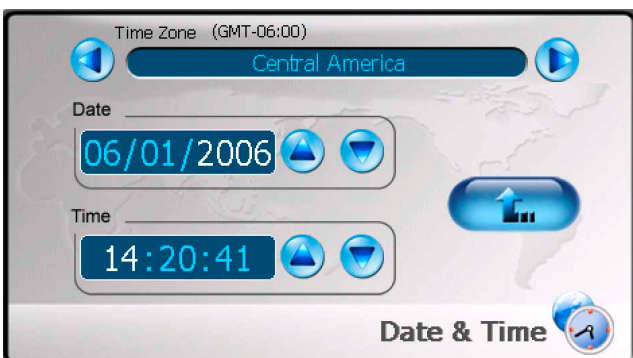 Time Zone (GMT-06:00)
Central America
Date
06/01/2006
Time
14:20:41
Date & Time